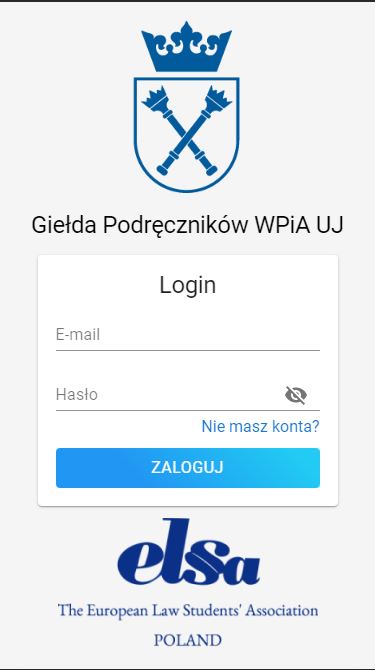 Giełda Podręczników WPiA UJ
Login
E-mail
Hasło
Nie masz konta?
ZALOGUJ
elsa
The European Law Students' Association
POLAND